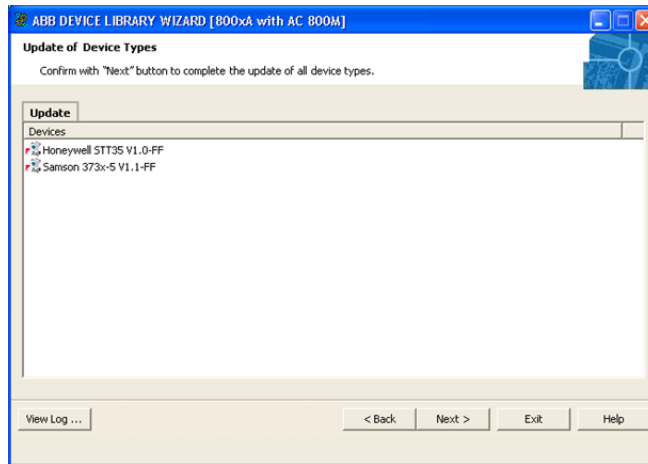 ABB DEVICE LIBRARY WIZARD [800xA with AC 800M]
Update of Device Types
Confirm with "Next" button to complete the update of all device types.
Update
Devices
Honeywell STT35 V1.0-FF
Samson 373x-5 V1.1-FF
View Log ...
< Back
Next >
Exit
Help